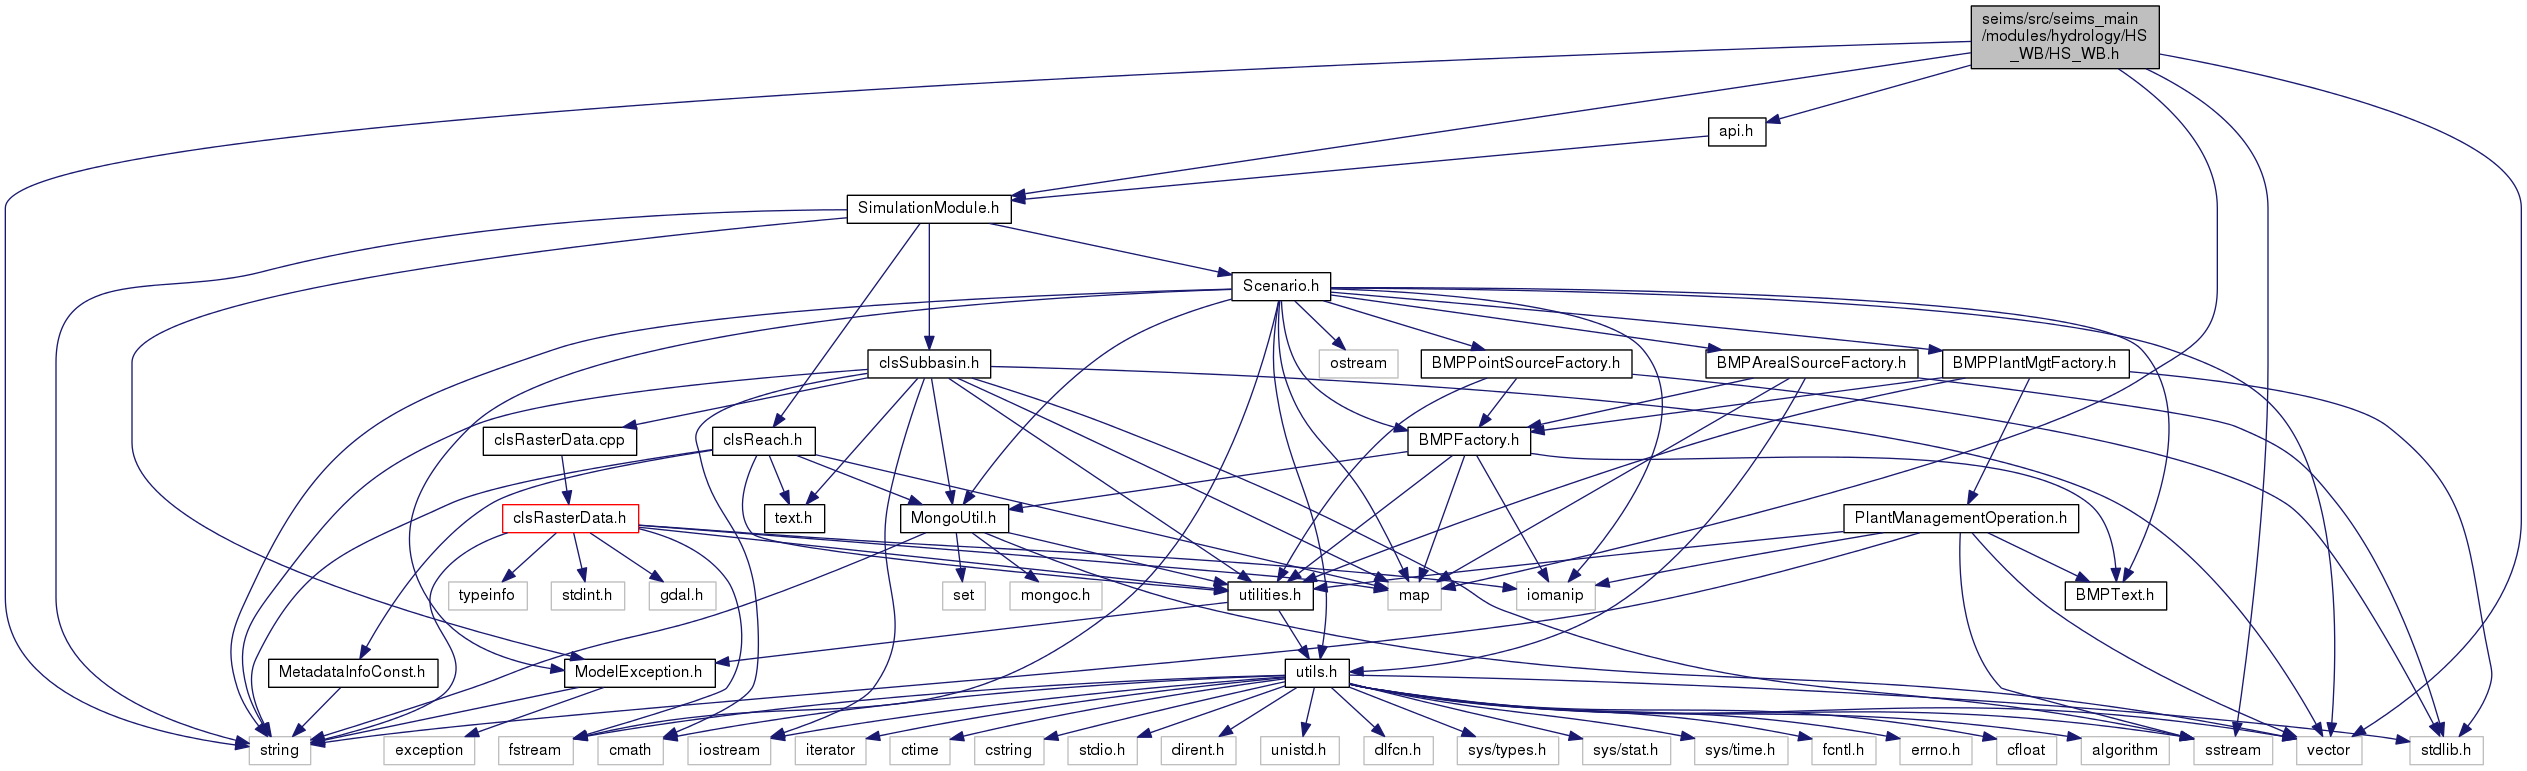 seims/src/seims_main
/modules/hydrology/HS
_WB/HS_WB.h
api.h
SimulationModule.h
Scenario.h
clsSubbasin.h
ostream
BMPPointSourceFactory.h
BMPArealSourceFactory.h
BMPPlantMgtFactory.h
clsRasterData.cpp
clsReach.h
BMPFactory.h
clsRasterData.h
text.h
MongoUtil.h
PlantManagementOperation.h
typeinfo
stdint.h
gdal.h
set
mongoc.h
utilities.h
map
iomanip
BMPText.h
MetadataInfoConst.h
ModelException.h
utils.h
string
exception
fstream
cmath
iostream
iterator
ctime
cstring
stdio.h
dirent.h
unistd.h
dlfcn.h
sys/types.h
sys/stat.h
sys/time.h
fcntl.h
errno.h
cfloat
algorithm
sstream
vector
stdlib.h